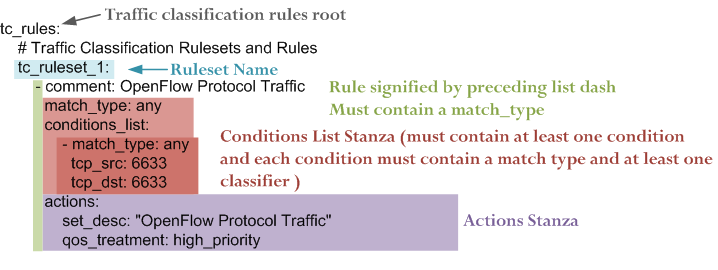 Traffic classification rules root
tc_rules:
# Traffic Classification Rulesets and Rules
tc_ruleset_1:
Ruleset Name
- comment: OpenFlow Protocol Traffic
Rule signified by preceding list dash
Must contain a match_type
match_type: any
conditions_list:
- match_type: any
tcp_src: 6633
tcp_dst: 6633
Conditions List Stanza (must contain at least one condition
and each condition must contain a match type and at least one
classifier )
actions:
set_desc: "OpenFlow Protocol Traffic"
qos_treatment: high_priority
Actions Stanza